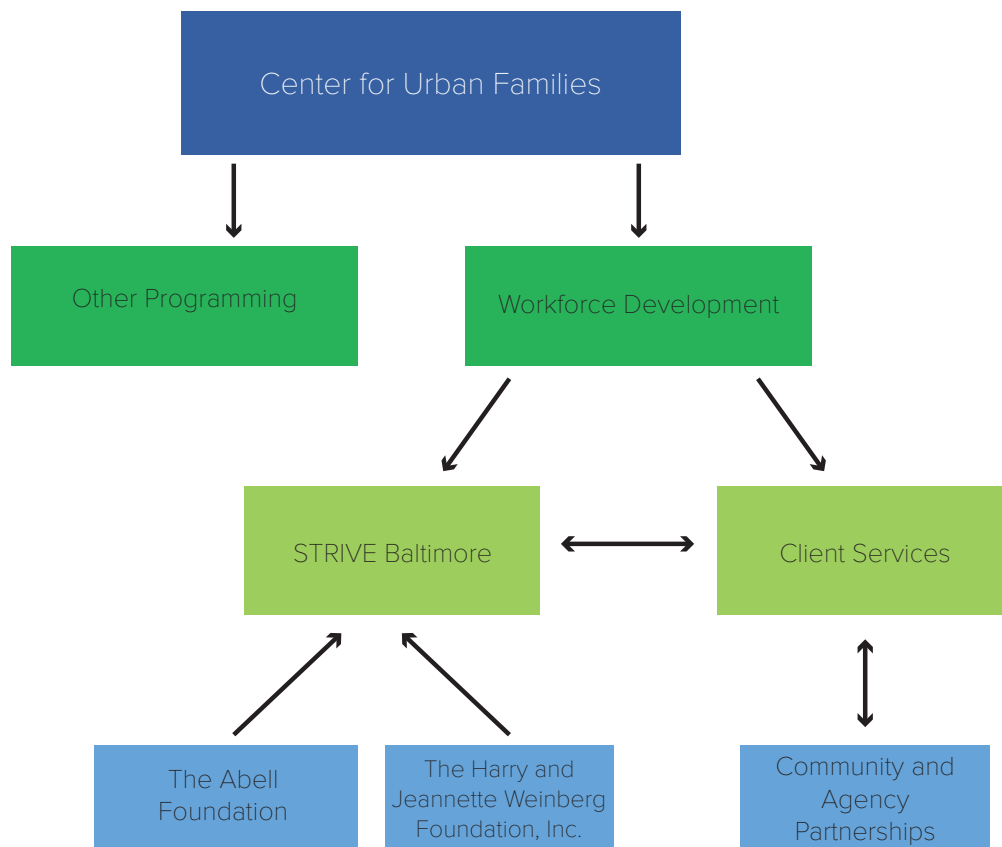 Center for Urban Families
Other Programming
Workforce Development
STRIVE Baltimore
Client Services
The Abell
Foundation
The Harry and
Jeannette Weinberg
Foundation, Inc.
Community and
Agency
Partnerships